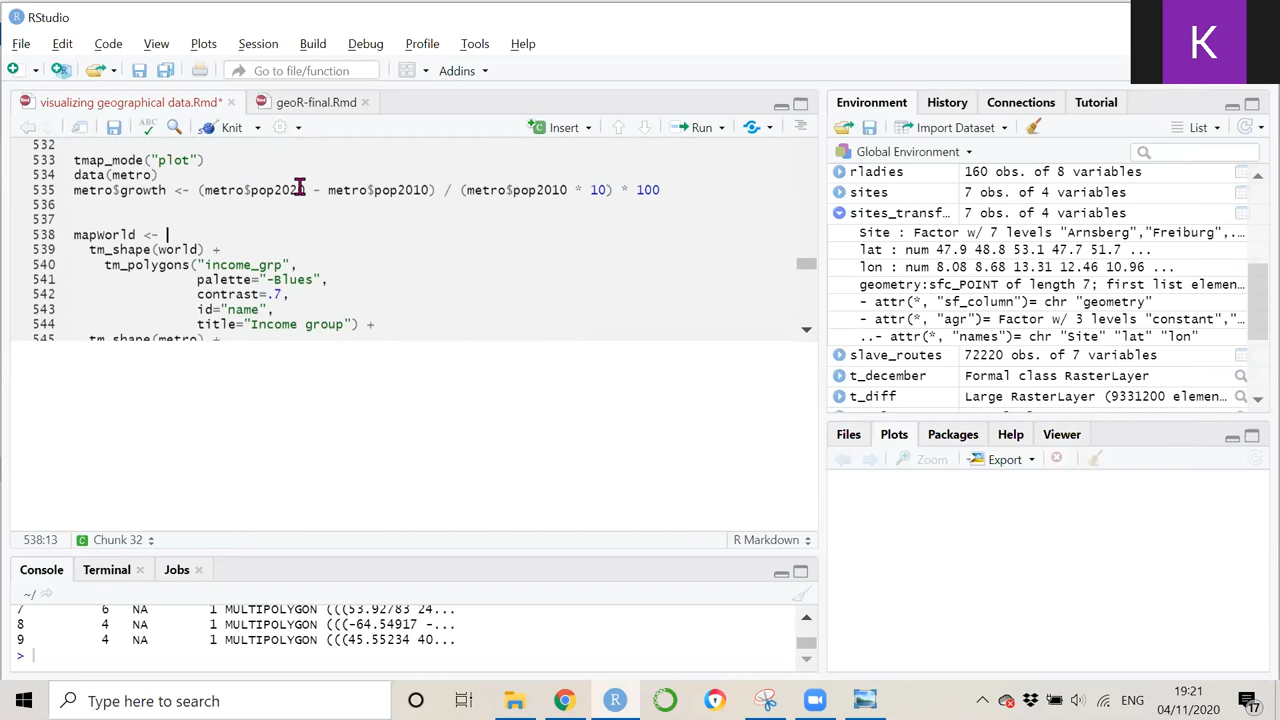 RStudio
K
File Edit Code View Plots Session Build Debug Profile Tools Help
Go to file/function Addins
visualizing geographical data.Rmd* geoR-final.Rmd
Knit Insert Run
532
533 tmap_mode("plot")
534 data(metro)
535 metro$growth <- (metro$pop2020 - metro$pop2010) / (metro$pop2010 * 10) * 100
536
537
538 mapWorld <-
539 tm_shape(world) +
540 tm_polygons("income_grp",
541 palette="-Blues",
542 contrast=.7,
543 id="name",
544 title="Income group") +
545 tm_shape(metro) +
538:13 Chunk 32 R Markdown
Console Terminal Jobs
~/
7 6 NA 1 MULTIPOLYGON (((53.92783 24...
8 4 NA 1 MULTIPOLYGON (((-64.54917 -...
9 4 NA 1 MULTIPOLYGON (((45.55234 40...
>
Environment History Connections Tutorial
Import Dataset List
Global Environment
rladies 160 obs. of 8 variables
sites 7 obs. of 4 variables
sites_transf… 7 obs. of 4 variables
Site : Factor w/ 7 levels "Arnsberg","Freiburg",..
lat : num 47.9 48.8 53.1 47.7 51.7 ...
lon : num 8.08 8.68 13.31 12.46 10.96 ...
geometry:sfc_POINT of length 7; first list elemen…
- attr(*, "sf_column")= chr "geometry"
- attr(*, "agr")= Factor w/ 3 levels "constant","…
..- attr(*, "names")= chr "Site" "lat" "lon"
slave_routes 72220 obs. of 7 variables
t_december Formal class RasterLayer
t_diff Large RasterLayer (9331200 elemen…
Files Plots Packages Help Viewer
Zoom Export
Type here to search
ENG
19:21
04/11/2020
17